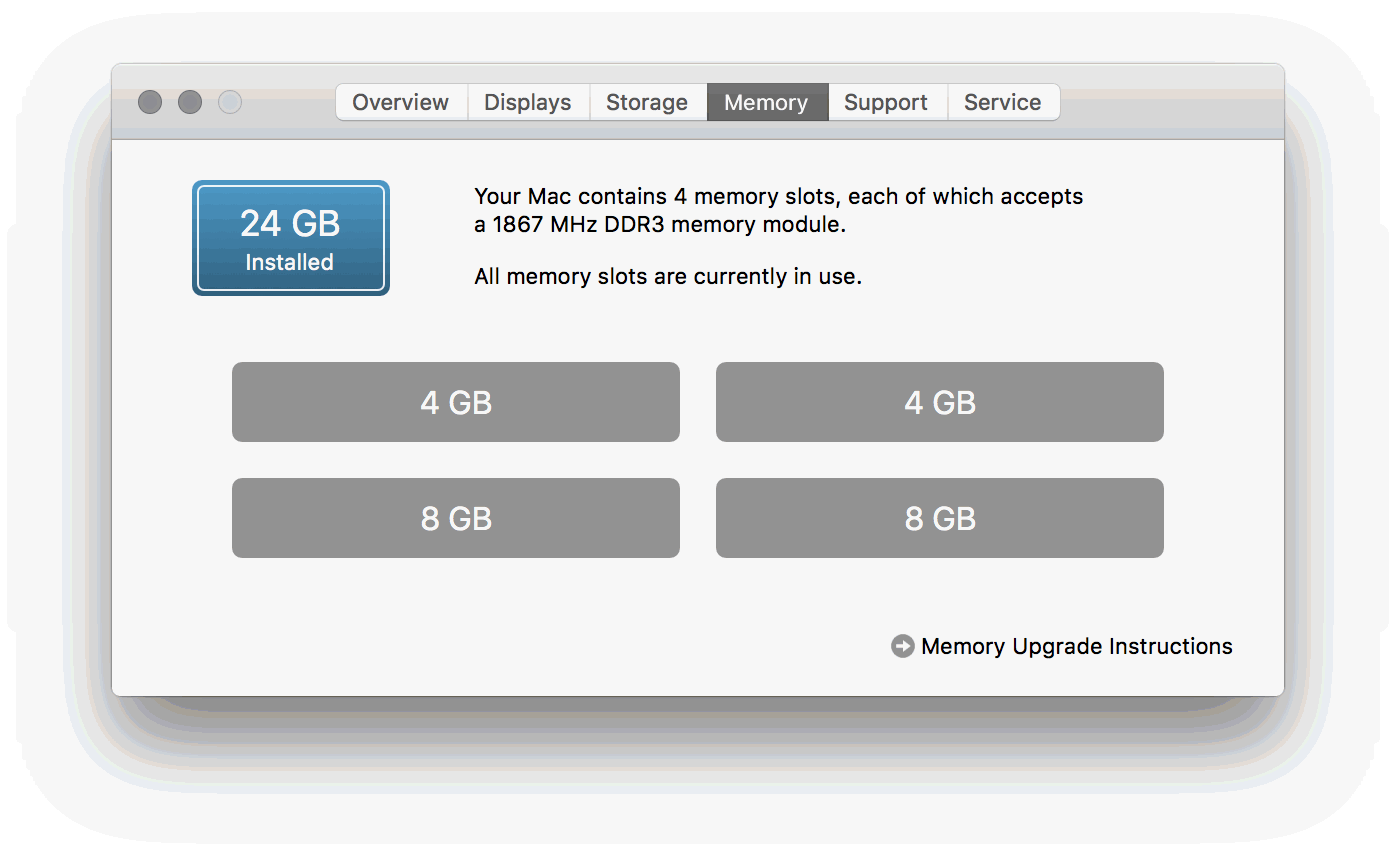 Overview Displays Storage Memory Support Service
24 GB
Installed
Your Mac contains 4 memory slots, each of which accepts
a 1867 MHz DDR3 memory module.
All memory slots are currently in use.
4 GB 4 GB
8 GB 8 GB
Memory Upgrade Instructions